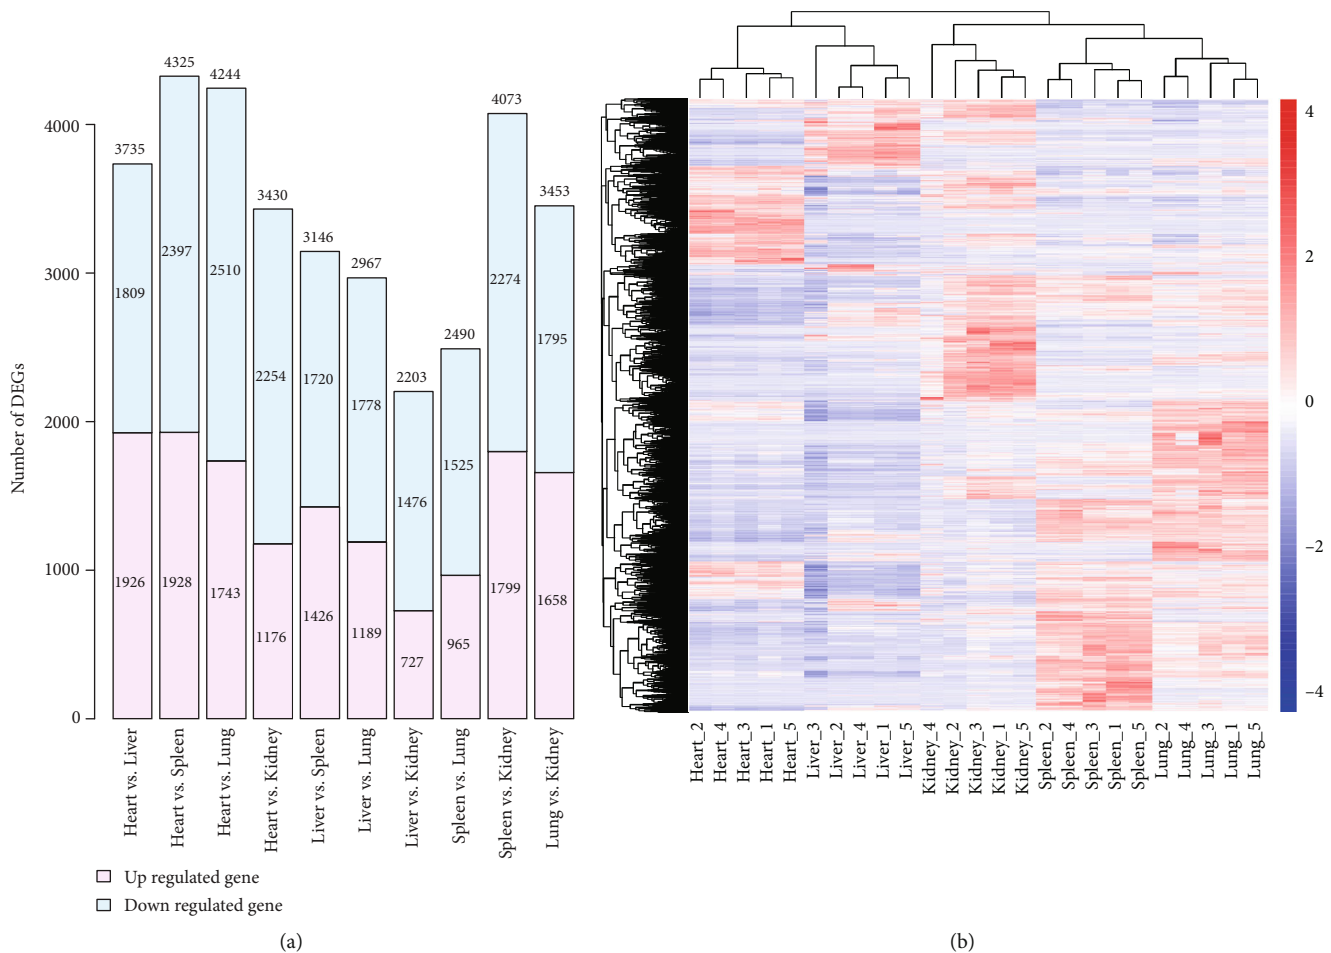 Number of DEGs
4000
3000
2000
1000
0
3735
4325
4244
3430
3146
2967
2203
2490
4073
3453
1809
2397
2510
2254
1720
1778
1476
1525
2274
1795
1926
1928
1743
1176
1426
1189
727
965
1799
1658
Heart vs. Liver
Heart vs. Spleen
Heart vs. Lung
Heart vs. Kidney
Liver vs. Spleen
Liver vs. Lung
Liver vs. Kidney
Spleen vs. Lung
Spleen vs. Kidney
Lung vs. Kidney
Up regulated gene
Down regulated gene
(a)
4
2
0
−2
−4
Heart_2
Heart_4
Heart_3
Heart_1
Heart_5
Liver_3
Liver_2
Liver_4
Liver_1
Liver_5
Kidney_4
Kidney_2
Kidney_3
Kidney_1
Kidney_5
Spleen_2
Spleen_4
Spleen_3
Spleen_1
Spleen_5
Lung_2
Lung_4
Lung_3
Lung_1
Lung_5
(b)